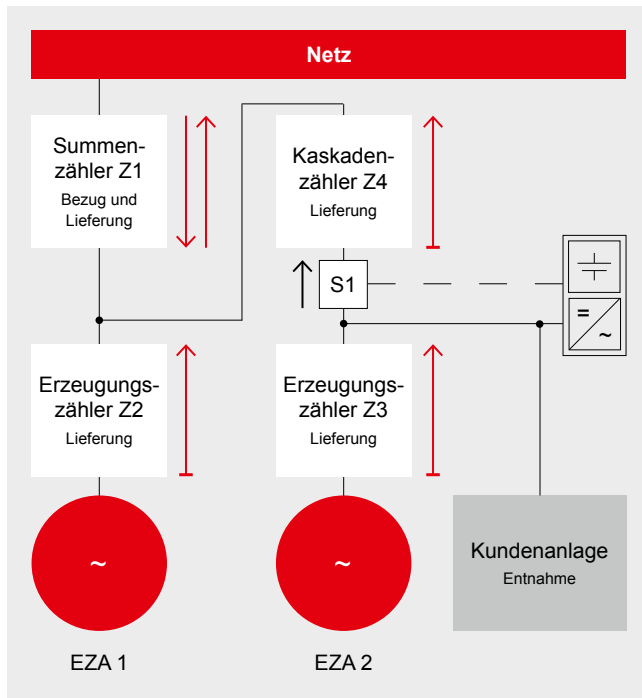 Netz
Summen-
zähler Z1
Bezug und
Lieferung
Kaskaden-
zähler Z4
Lieferung
S1
=
~
Erzeugungs-
zähler Z2
Lieferung
Erzeugungs-
zähler Z3
Lieferung
~
~
Kundenanlage
Entnahme
EZA 1
EZA 2